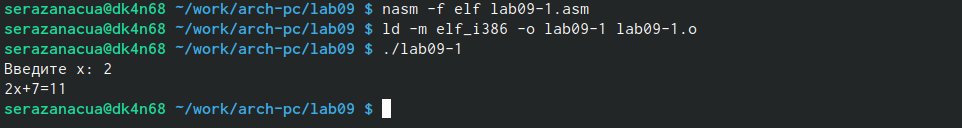 serazanacua@dk4n68 ~/work/arch-pc/lab09 $ nasm -f elf lab09-1.asm
serazanacua@dk4n68 ~/work/arch-pc/lab09 $ ld -m elf_i386 -o lab09-1 lab09-1.o
serazanacua@dk4n68 ~/work/arch-pc/lab09 $ ./lab09-1
Введите x: 2
2x+7=11
serazanacua@dk4n68 ~/work/arch-pc/lab09 $